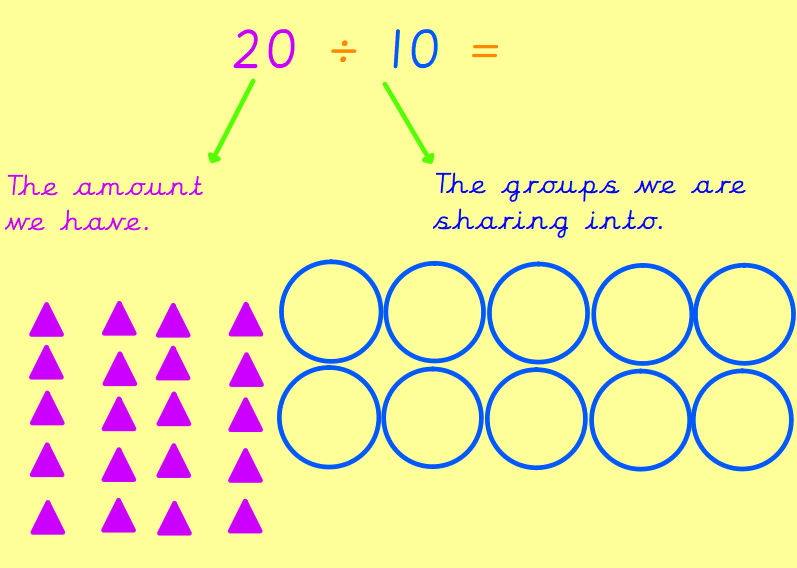 20 ÷ 10 =
The amount
we have.
The groups we are
sharing into.